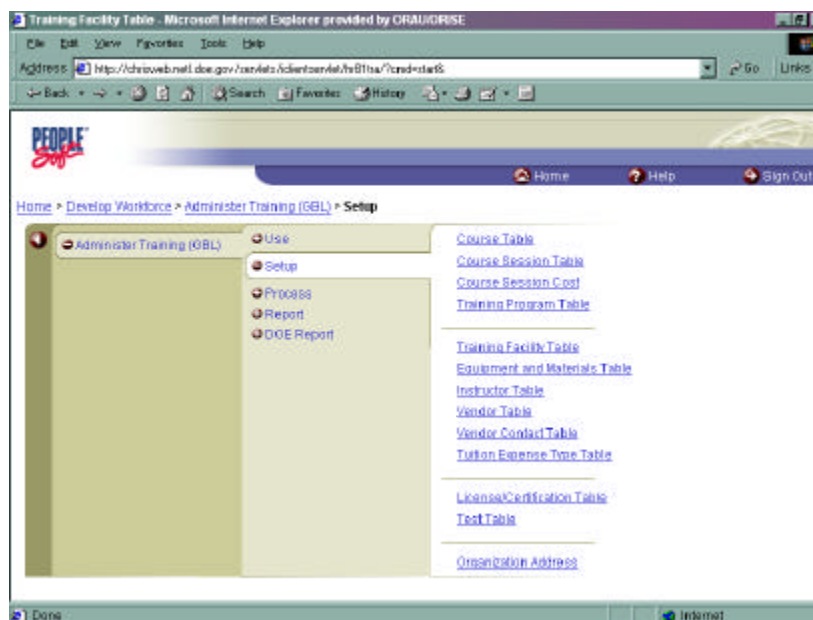 Training Facility Table - Microsoft Internet Explorer provided by ORAU/ORISE
File Edit View Favorites Tools Help
Address http://chrisweb.netl.doe.gov/servlets/iclientservlet/hr81tsa/?cmd=start& Go Links
Back Search Favorites History
PEOPLE Soft
Home Help Sign Out
Home > Develop Workforce > Administer Training (GBL) > Setup
Administer Training (GBL)
Use
Setup
Process
Report
DOE Report
Course Table
Course Session Table
Course Session Cost
Training Program Table
Training Facility Table
Equipment and Materials Table
Instructor Table
Vendor Table
Vendor Contact Table
Tuition Expense Type Table
License/Certification Table
Test Table
Organization Address
Done Internet